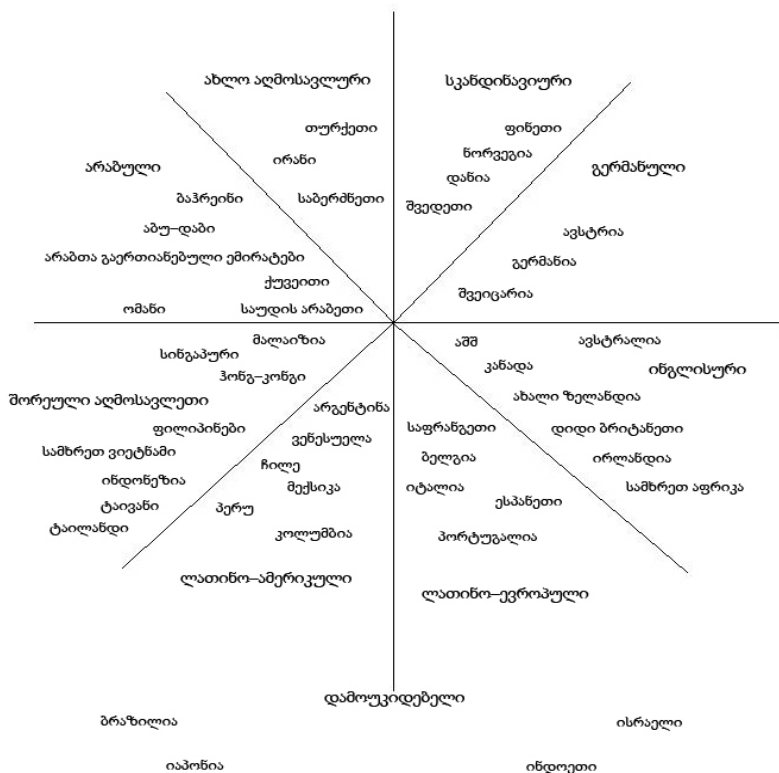 ახლო აღმოსავლური
თურქეთი
ირანი
საბერძნეთი
სკანდინავიური
ფინეთი
ნორვეგია
დანია
შვედეთი
გერმანული
ავსტრია
გერმანია
შვეიცარია
არაბული
ბაჰრეინი
აბუ–დაბი
არაბთა გაერთიანებული ემირატები
ქუვეითი
ომანი
საუდის არაბეთი
მალაიზია
სინგაპური
ჰონგ–კონგი
შორეული აღმოსავლეთი
ფილიპინები
სამხრეთ ვიეტნამი
ინდონეზია
ტაივანი
ტაილანდი
არგენტინა
ვენესუელა
ჩილე
მექსიკა
პერუ
კოლუმბია
ლათინო–ამერიკული
აშშ
ავსტრალია
კანადა
ინგლისური
ახალი ზელანდია
დიდი ბრიტანეთი
ირლანდია
სამხრეთ აფრიკა
საფრანგეთი
ბელგია
იტალია
ესპანეთი
პორტუგალია
ლათინო–ევროპული
დამოუკიდებელი
ბრაზილია
ისრაელი
იაპონია
ინდოეთი